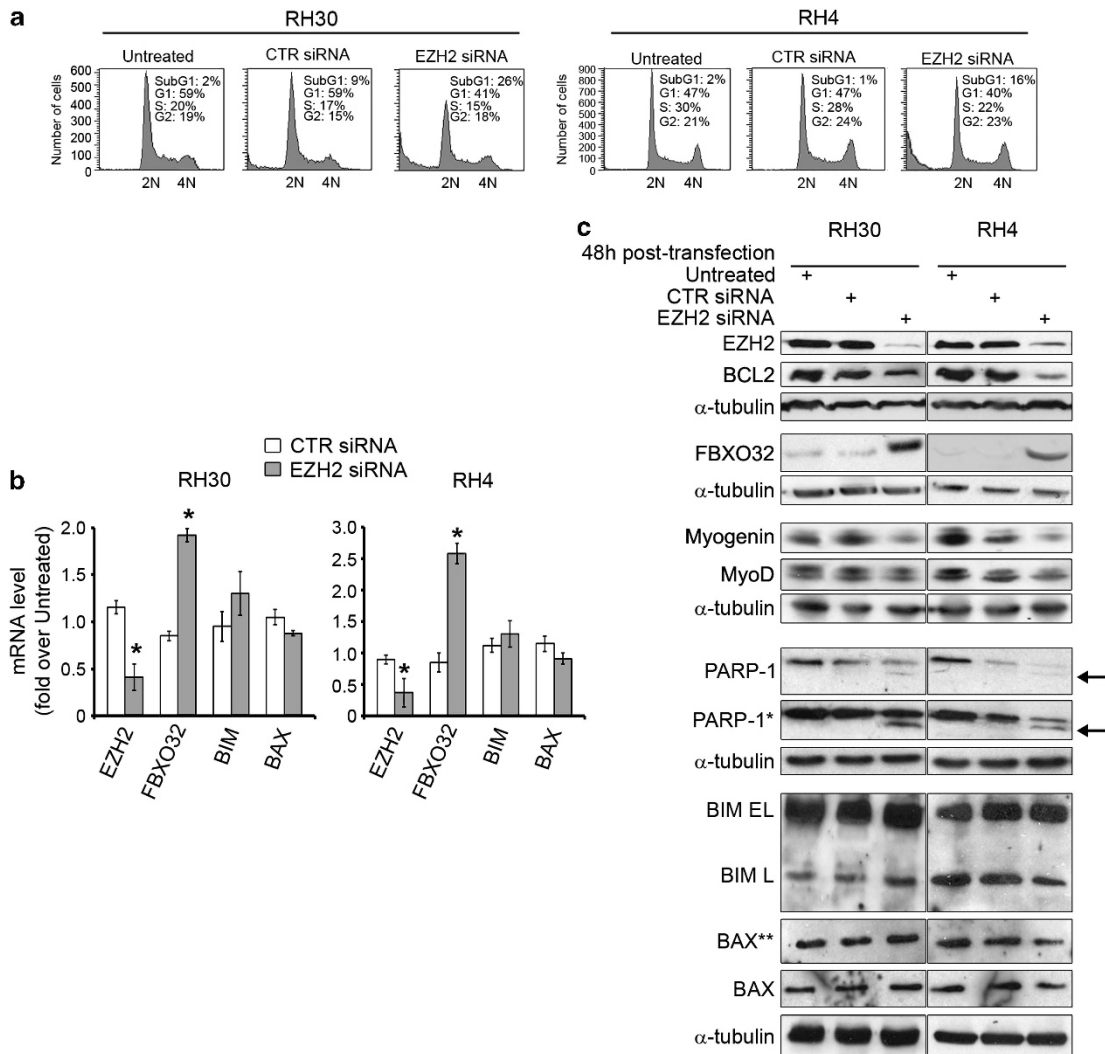 a
RH30
RH4
Untreated
CTR siRNA
EZH2 siRNA
Untreated
CTR siRNA
EZH2 siRNA
Number of cells
600
500
400
300
200
100
0
SubG1: 2%
G1: 59%
S: 20%
G2: 19%
2N 4N
SubG1: 9%
G1: 59%
S: 17%
G2: 15%
2N 4N
SubG1: 26%
G1: 41%
S: 15%
G2: 18%
2N 4N
Number of cells
900
800
700
600
500
400
300
200
100
0
SubG1: 2%
G1: 47%
S: 30%
G2: 21%
2N 4N
SubG1: 1%
G1: 47%
S: 28%
G2: 24%
2N 4N
SubG1: 16%
G1: 40%
S: 22%
G2: 23%
2N 4N
b
CTR siRNA
EZH2 siRNA
RH30
RH4
mRNA level
(fold over Untreated)
2.0
1.5
1.0
0.5
0
*
*
EZH2
FBXO32
BIM
BAX
3.0
2.5
2.0
1.5
1.0
0.5
0
*
*
EZH2
FBXO32
BIM
BAX
c
RH30 RH4
48h post-transfection
Untreated + +
CTR siRNA + +
EZH2 siRNA + +
EZH2
BCL2
α-tubulin
FBXO32
α-tubulin
Myogenin
MyoD
α-tubulin
PARP-1
PARP-1*
α-tubulin
BIM EL
BIM L
BAX**
BAX
α-tubulin